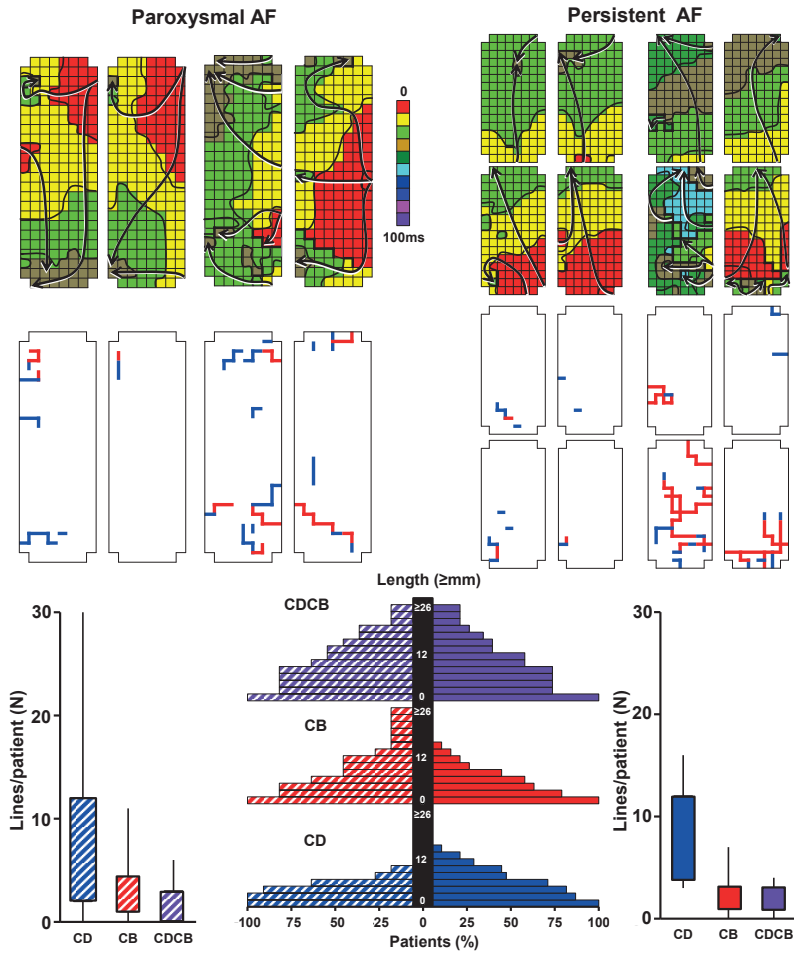 Paroxysmal AF
Persistent AF
0
100ms
Length (≥mm)
30
20
10
0
Lines/patient (N)
CD
CB
CDCB
CDCB
≥26
12
0
CB
≥26
12
0
CD
≥26
12
0
100
75
50
25
0
25
50
75
100
Patients (%)
30
20
10
0
Lines/patient (N)
CD
CB
CDCB